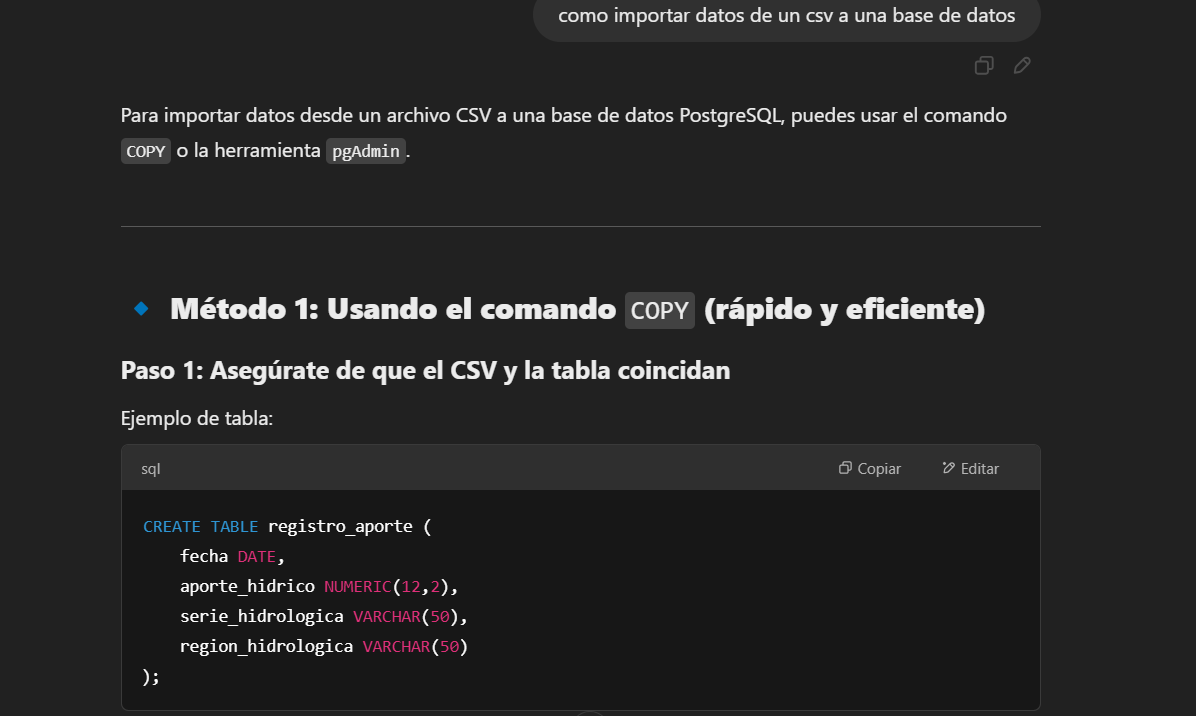 como importar datos de un csv a una base de datos
Para importar datos desde un archivo CSV a una base de datos PostgreSQL, puedes usar el comando
COPY o la herramienta pgAdmin.
Método 1: Usando el comando COPY (rápido y eficiente)
Paso 1: Asegúrate de que el CSV y la tabla coincidan
Ejemplo de tabla:
sql Copiar Editar
CREATE TABLE registro_aporte (
    fecha DATE,
    aporte_hidrico NUMERIC(12,2),
    serie_hidrologica VARCHAR(50),
    region_hidrologica VARCHAR(50)
);